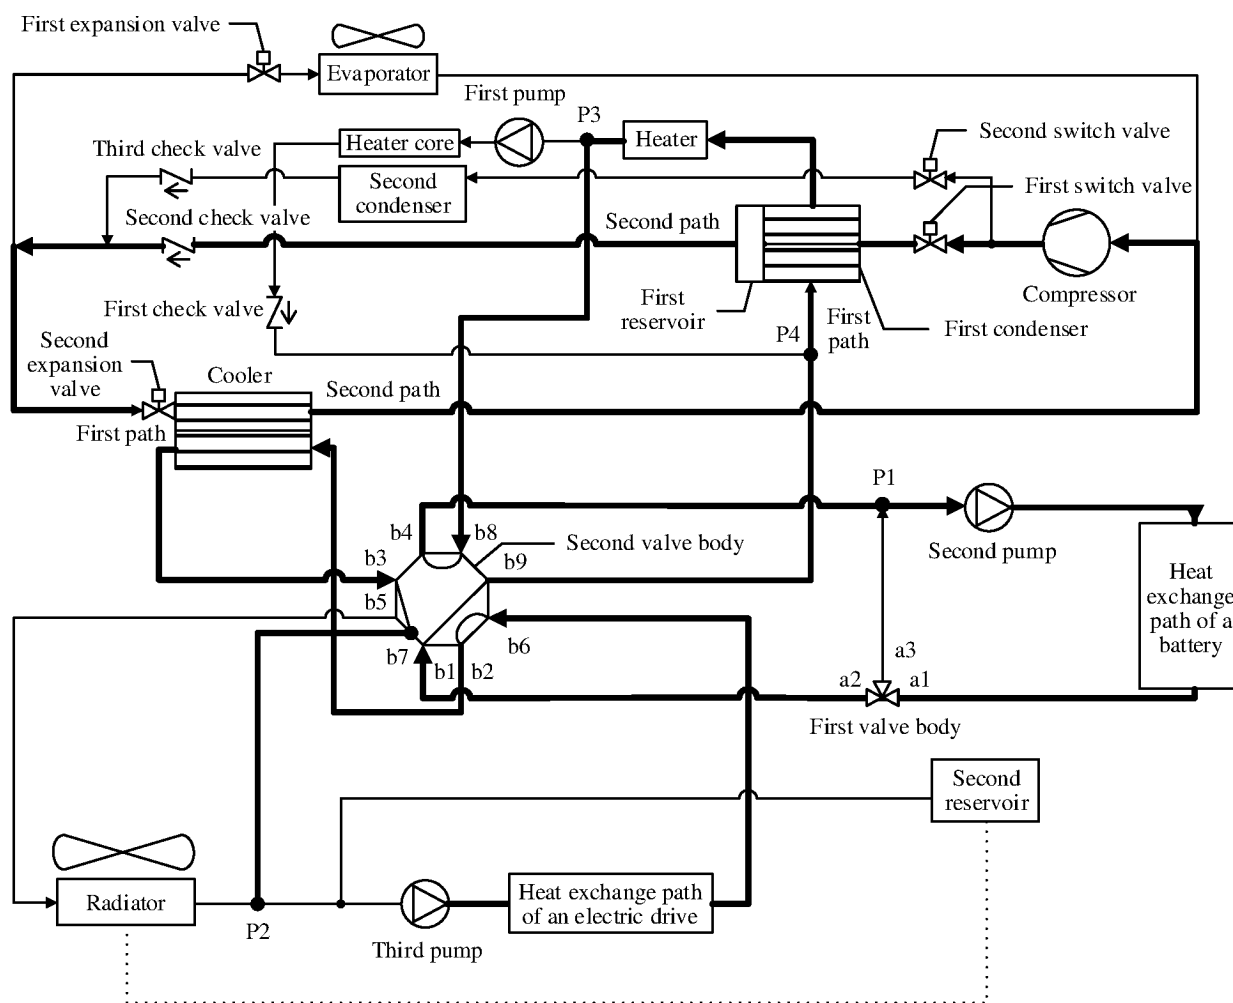 First expansion valve
Evaporator
First pump
P3
Heater
Second switch valve
Heater core
Third check valve
Second
condenser
First switch valve
Second check valve
Second path
Compressor
First check valve
First
reservoir
First
path
First condenser
P4
Second
expansion
valve
Cooler
Second path
First path
P1
b4
b8
Second valve body
Second pump
b3
b9
Heat
exchange
path of a
battery
b5
b6
b7
b1
b2
a3
a2
a1
First valve body
Second
reservoir
Radiator
P2
Heat exchange path
of an electric drive
Third pump